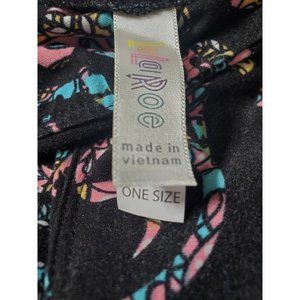 LuLaRoe
made in
vietnam
ONE SIZE